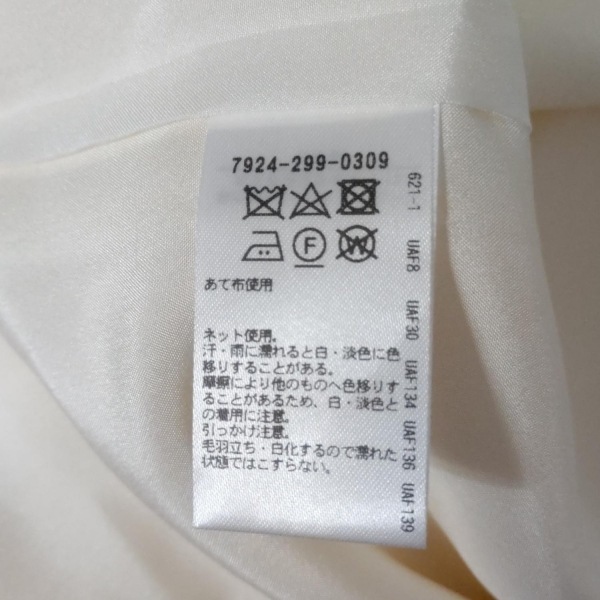 7924-299-0309
F
W
あて布使用
ネット使用。
汗・雨に濡れると白・淡色に色
移りすることがある。
摩擦により他のものへ色移りす
ることがあるため、白・淡色と
の着用に注意。
引っかけ注意。
毛羽立ち・白化するので濡れた
状態ではこすらない。
621-1 UAF8 UAF30 UAF134 UAF136 UAF139